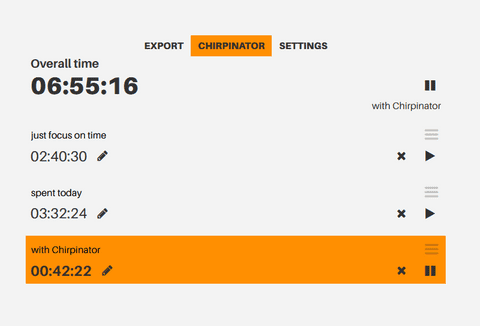 EXPORT CHIRPINATOR SETTINGS
Overall time
06:55:16
with Chirpinator
just focus on time
02:40:30
spent today
03:32:24
with Chirpinator
00:42:22